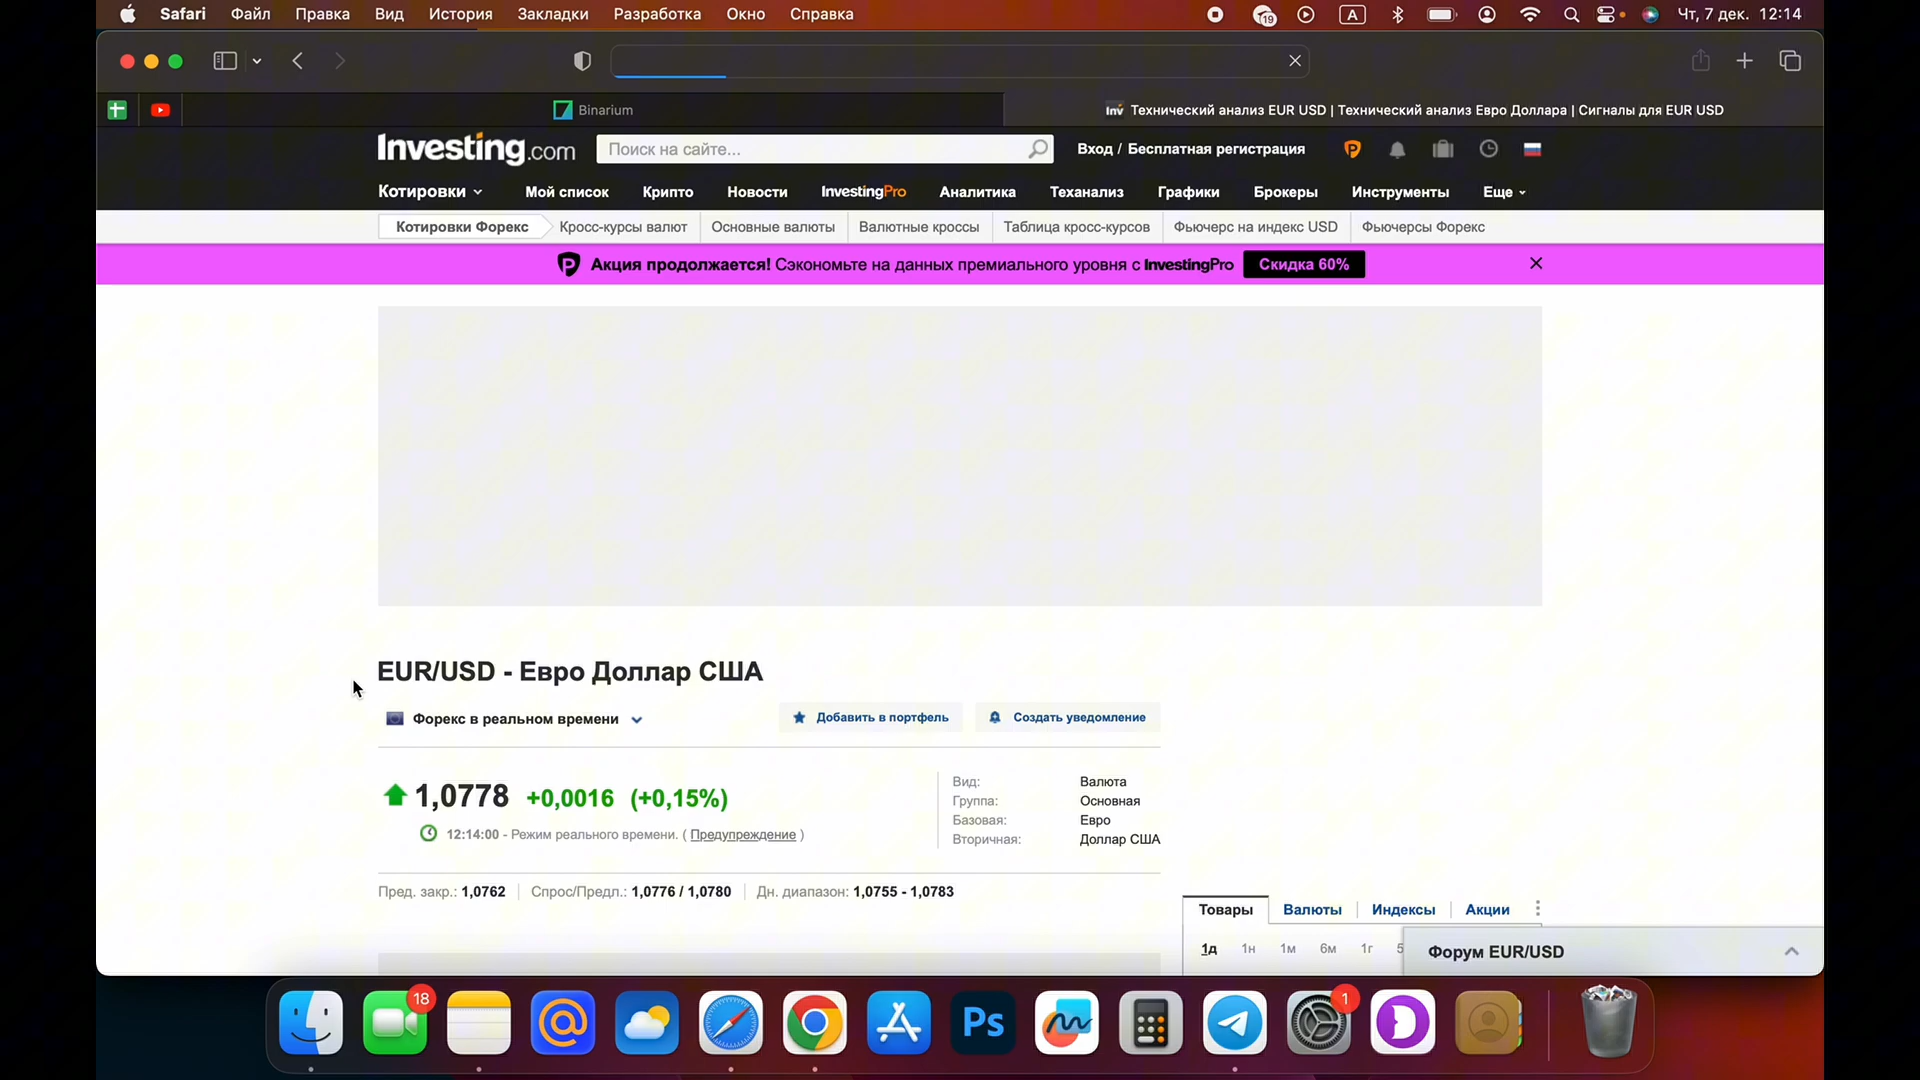 Safari Файл Правка Вид История Закладки Разработка Окно Справка 19 A Чт, 7 дек. 12:14
Binarium
Inv Технический анализ EUR USD | Технический анализ Евро Доллара | Сигналы для EUR USD
Investing.com Поиск на сайте... Вход / Бесплатная регистрация
Котировки Мой список Крипто Новости InvestingPro Аналитика Теханализ Графики Брокеры Инструменты Еще
Котировки Форекс Кросс-курсы валют Основные валюты Валютные кроссы Таблица кросс-курсов Фьючерс на индекс USD Фьючерсы Форекс
Акция продолжается! Сэкономьте на данных премиального уровня с InvestingPro Скидка 60%
EUR/USD - Евро Доллар США
Форекс в реальном времени Добавить в портфель Создать уведомление
1,0778 +0,0016 (+0,15%)
12:14:00 - Режим реального времени. ( Предупреждение )
Вид: Валюта
Группа: Основная
Базовая: Евро
Вторичная: Доллар США
Пред. закр.: 1,0762 Спрос/Предл.: 1,0776 / 1,0780 Дн. диапазон: 1,0755 - 1,0783
Товары Валюты Индексы Акции
1д 1н 1м 6м 1г 5
Форум EUR/USD
18 Ps 1